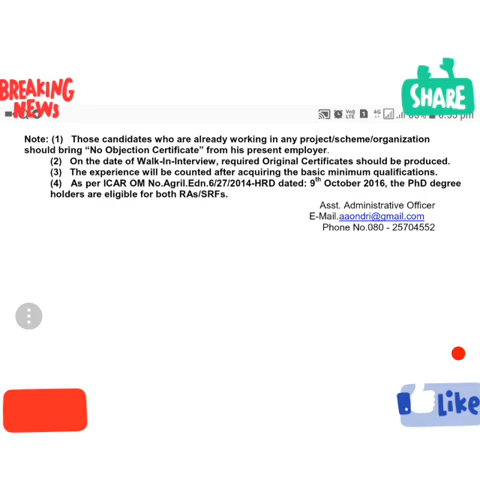 BREAKING
NEWS
SHARE
Note: (1) Those candidates who are already working in any project/scheme/organization
should bring “No Objection Certificate” from his present employer.
(2) On the date of Walk-In-Interview, required Original Certificates should be produced.
(3) The experience will be counted after acquiring the basic minimum qualifications.
(4) As per ICAR OM No.Agril.Edn.6/27/2014-HRD dated: 9th October 2016, the PhD degree
holders are eligible for both RAs/SRFs.
Asst. Administrative Officer
E-Mail.aaondri@gmail.com
Phone No.080 - 25704552
Like